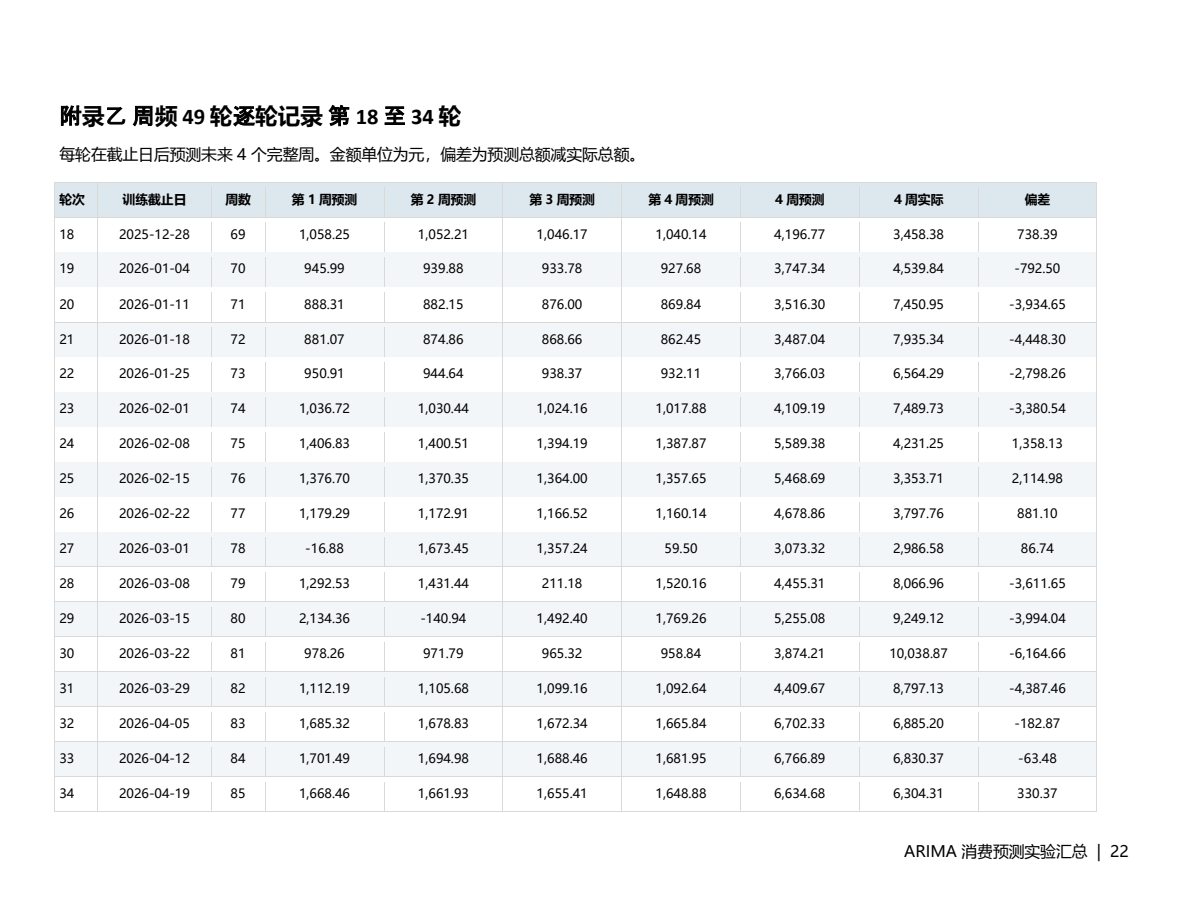 附录乙 周频 49 轮逐轮记录 第 18 至 34 轮
每轮在截止日后预测未来 4 个完整周。金额单位为元，偏差为预测总额减实际总额。
轮次 训练截止日 周数 第 1 周预测 第 2 周预测 第 3 周预测 第 4 周预测 4 周预测 4 周实际 偏差
18 2025-12-28 69 1,058.25 1,052.21 1,046.17 1,040.14 4,196.77 3,458.38 738.39
19 2026-01-04 70 945.99 939.88 933.78 927.68 3,747.34 4,539.84 -792.50
20 2026-01-11 71 888.31 882.15 876.00 869.84 3,516.30 7,450.95 -3,934.65
21 2026-01-18 72 881.07 874.86 868.66 862.45 3,487.04 7,935.34 -4,448.30
22 2026-01-25 73 950.91 944.64 938.37 932.11 3,766.03 6,564.29 -2,798.26
23 2026-02-01 74 1,036.72 1,030.44 1,024.16 1,017.88 4,109.19 7,489.73 -3,380.54
24 2026-02-08 75 1,406.83 1,400.51 1,394.19 1,387.87 5,589.38 4,231.25 1,358.13
25 2026-02-15 76 1,376.70 1,370.35 1,364.00 1,357.65 5,468.69 3,353.71 2,114.98
26 2026-02-22 77 1,179.29 1,172.91 1,166.52 1,160.14 4,678.86 3,797.76 881.10
27 2026-03-01 78 -16.88 1,673.45 1,357.24 59.50 3,073.32 2,986.58 86.74
28 2026-03-08 79 1,292.53 1,431.44 211.18 1,520.16 4,455.31 8,066.96 -3,611.65
29 2026-03-15 80 2,134.36 -140.94 1,492.40 1,769.26 5,255.08 9,249.12 -3,994.04
30 2026-03-22 81 978.26 971.79 965.32 958.84 3,874.21 10,038.87 -6,164.66
31 2026-03-29 82 1,112.19 1,105.68 1,099.16 1,092.64 4,409.67 8,797.13 -4,387.46
32 2026-04-05 83 1,685.32 1,678.83 1,672.34 1,665.84 6,702.33 6,885.20 -182.87
33 2026-04-12 84 1,701.49 1,694.98 1,688.46 1,681.95 6,766.89 6,830.37 -63.48
34 2026-04-19 85 1,668.46 1,661.93 1,655.41 1,648.88 6,634.68 6,304.31 330.37
ARIMA 消费预测实验汇总 | 22